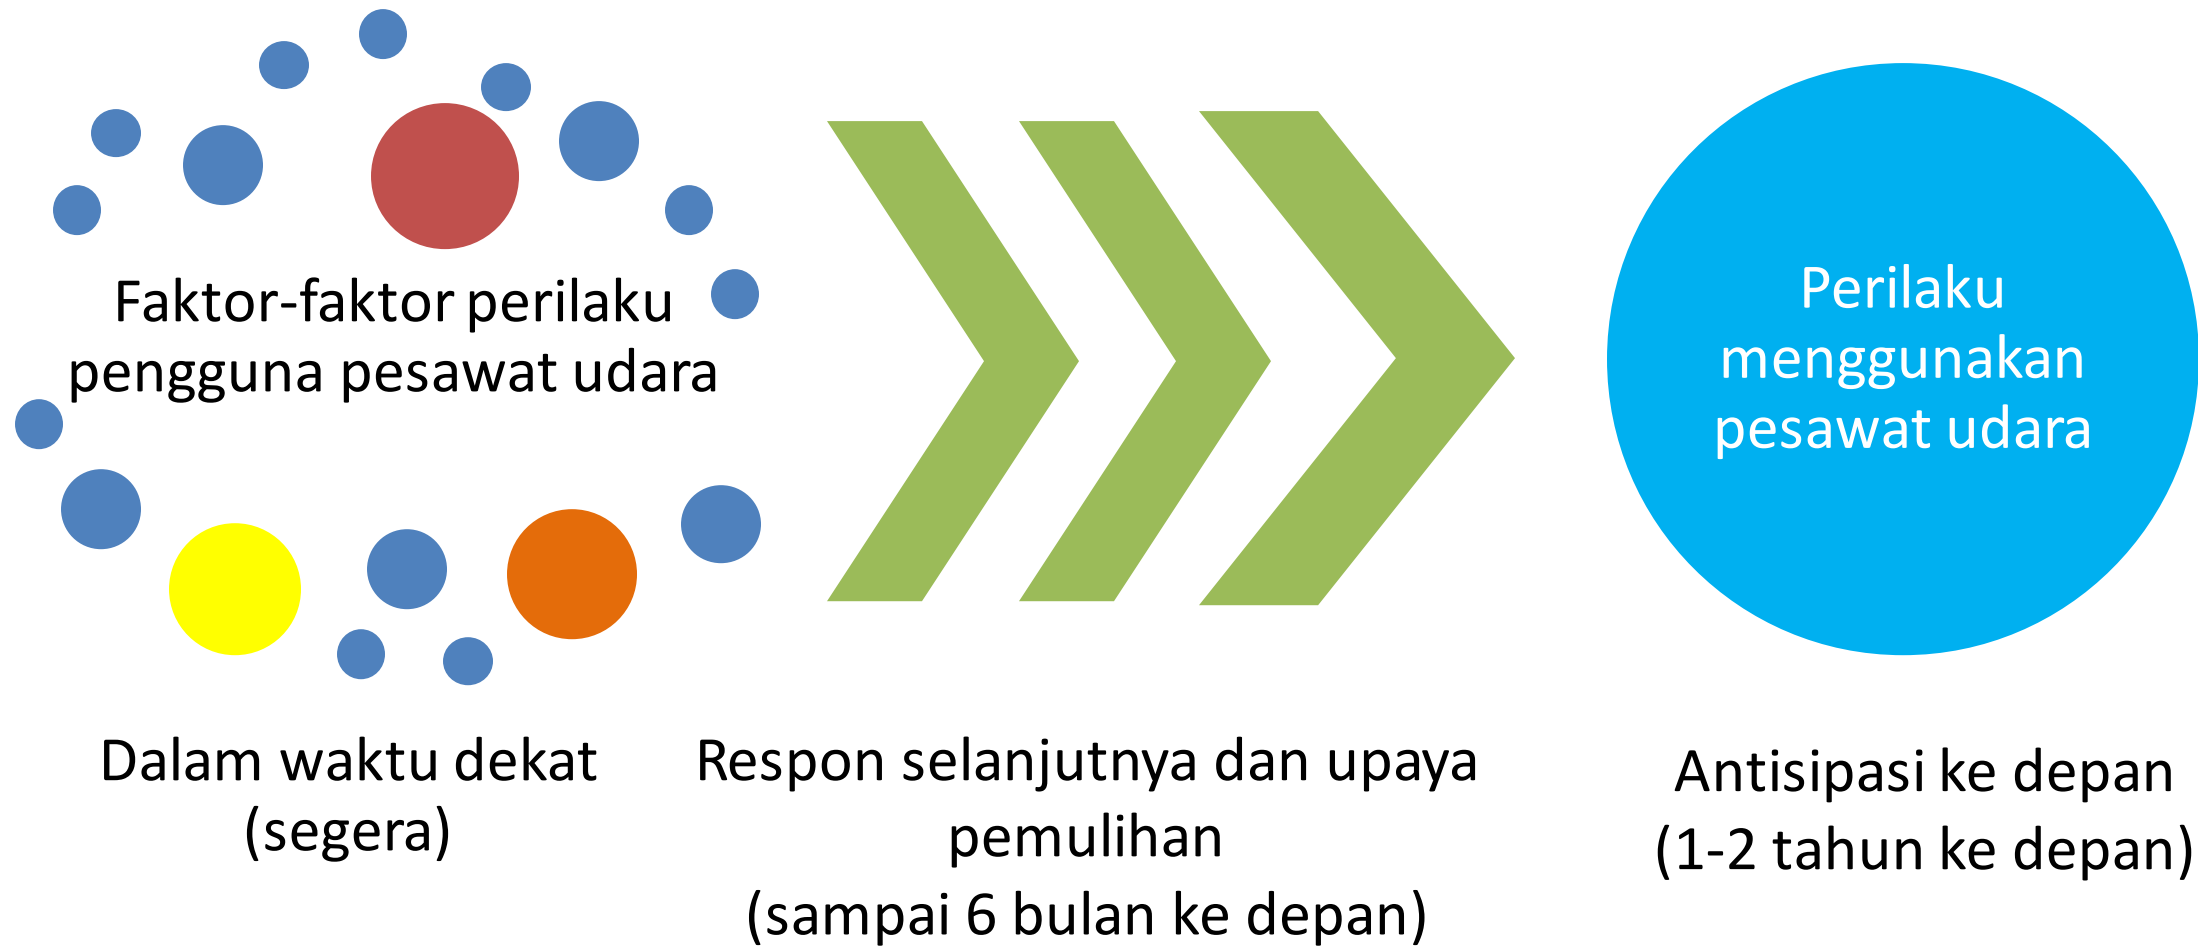 Faktor-faktor perilaku
pengguna pesawat udara
Perilaku
menggunakan
pesawat udara
Dalam waktu dekat
(segera)
Respon selanjutnya dan upaya
pemulihan
(sampai 6 bulan ke depan)
Antisipasi ke depan
(1-2 tahun ke depan)